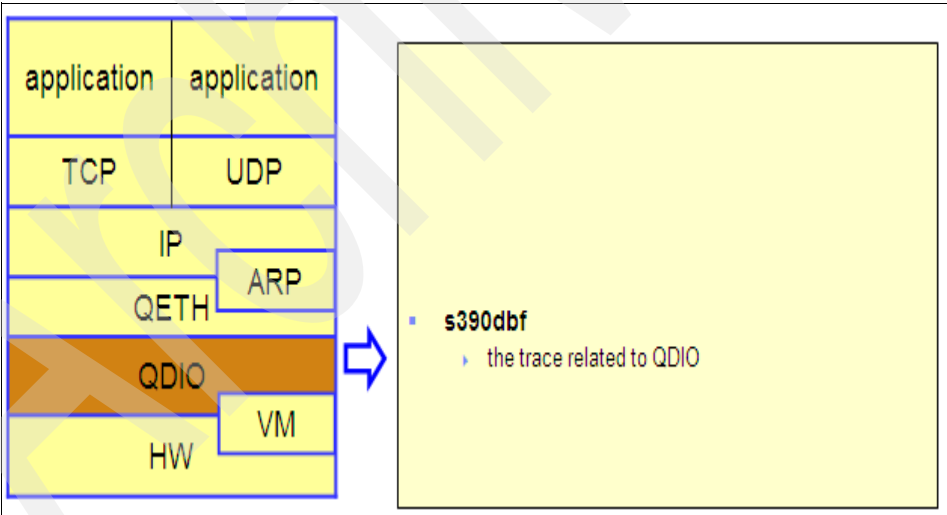 application application
TCP UDP
IP
ARP
QETH
QDIO
VM
HW
s390dbf
the trace related to QDIO